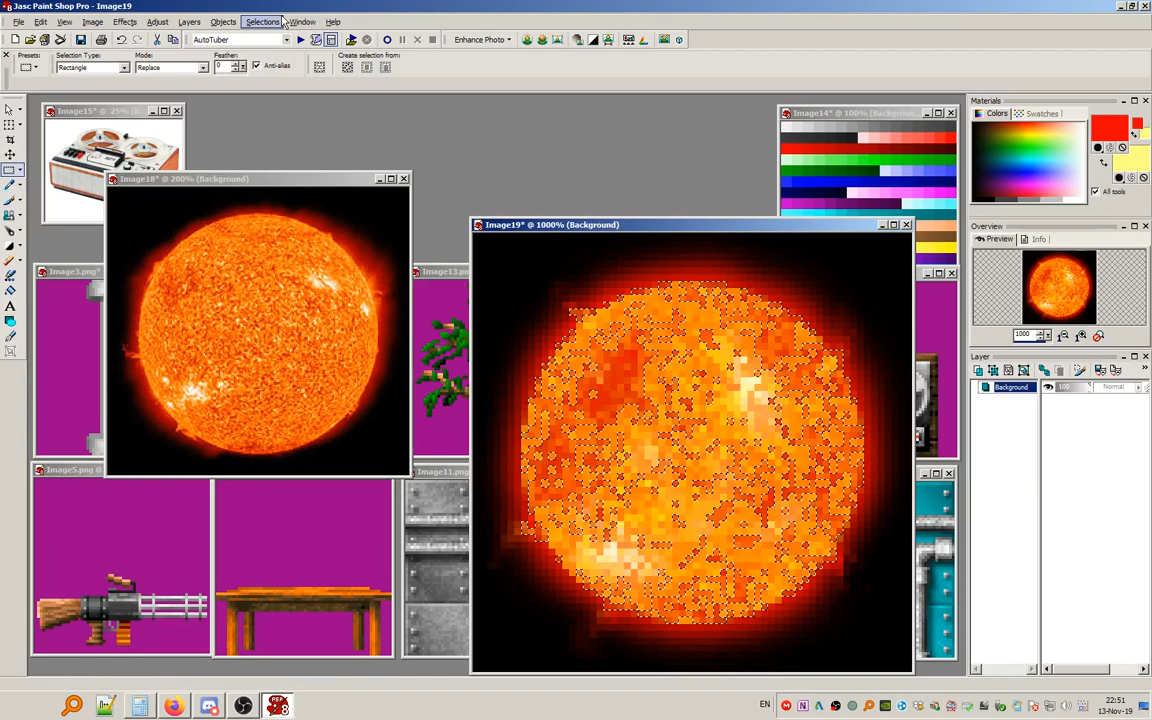 Jasc Paint Shop Pro - Image19
File Edit View Image Effects Adjust Layers Objects Selections Window Help
AutoTuber
Enhance Photo
Presets:
Selection Type:
Mode:
Feather:
Create selection from:
Rectangle
Replace
0
Anti-alias
Image15* @ 25% (B
Image14* @ 100% (Background)
Image18* @ 200% (Background)
Image19* @ 1000% (Background)
Image3.png*
Image13.
Image5.png @
Image11.png
Materials
Colors
Swatches
All tools
Overview
Preview
Info
1000
Layer
Background
100
Normal
EN
22:51
13-Nov-19